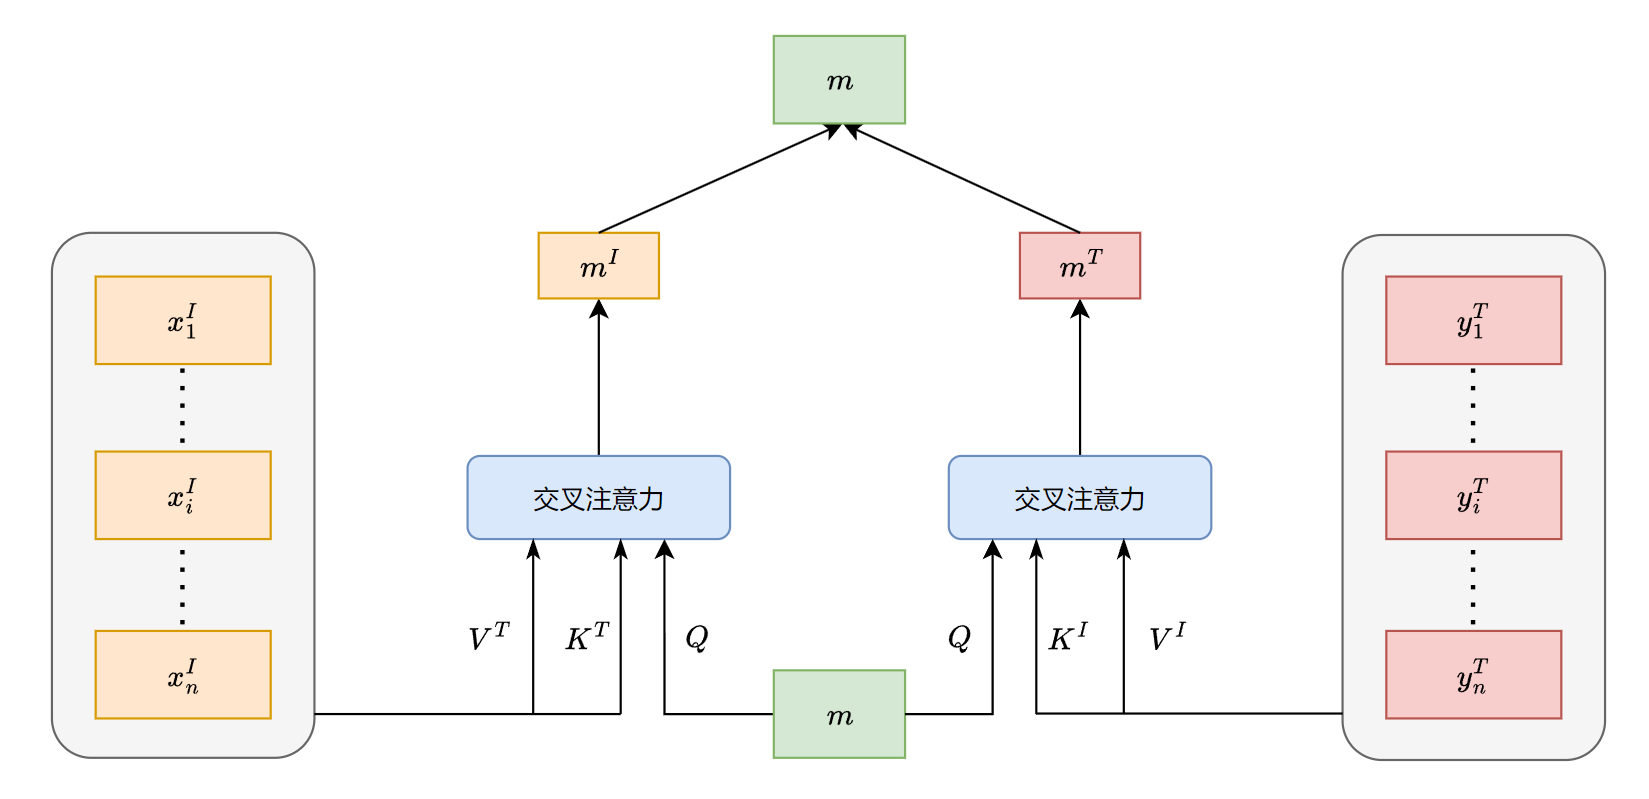 m
m^I
m^T
x_1^I
y_1^T
x_i^I
交叉注意力
交叉注意力
y_i^T
V^T
K^T
Q
Q
K^I
V^I
x_n^I
m
y_n^T